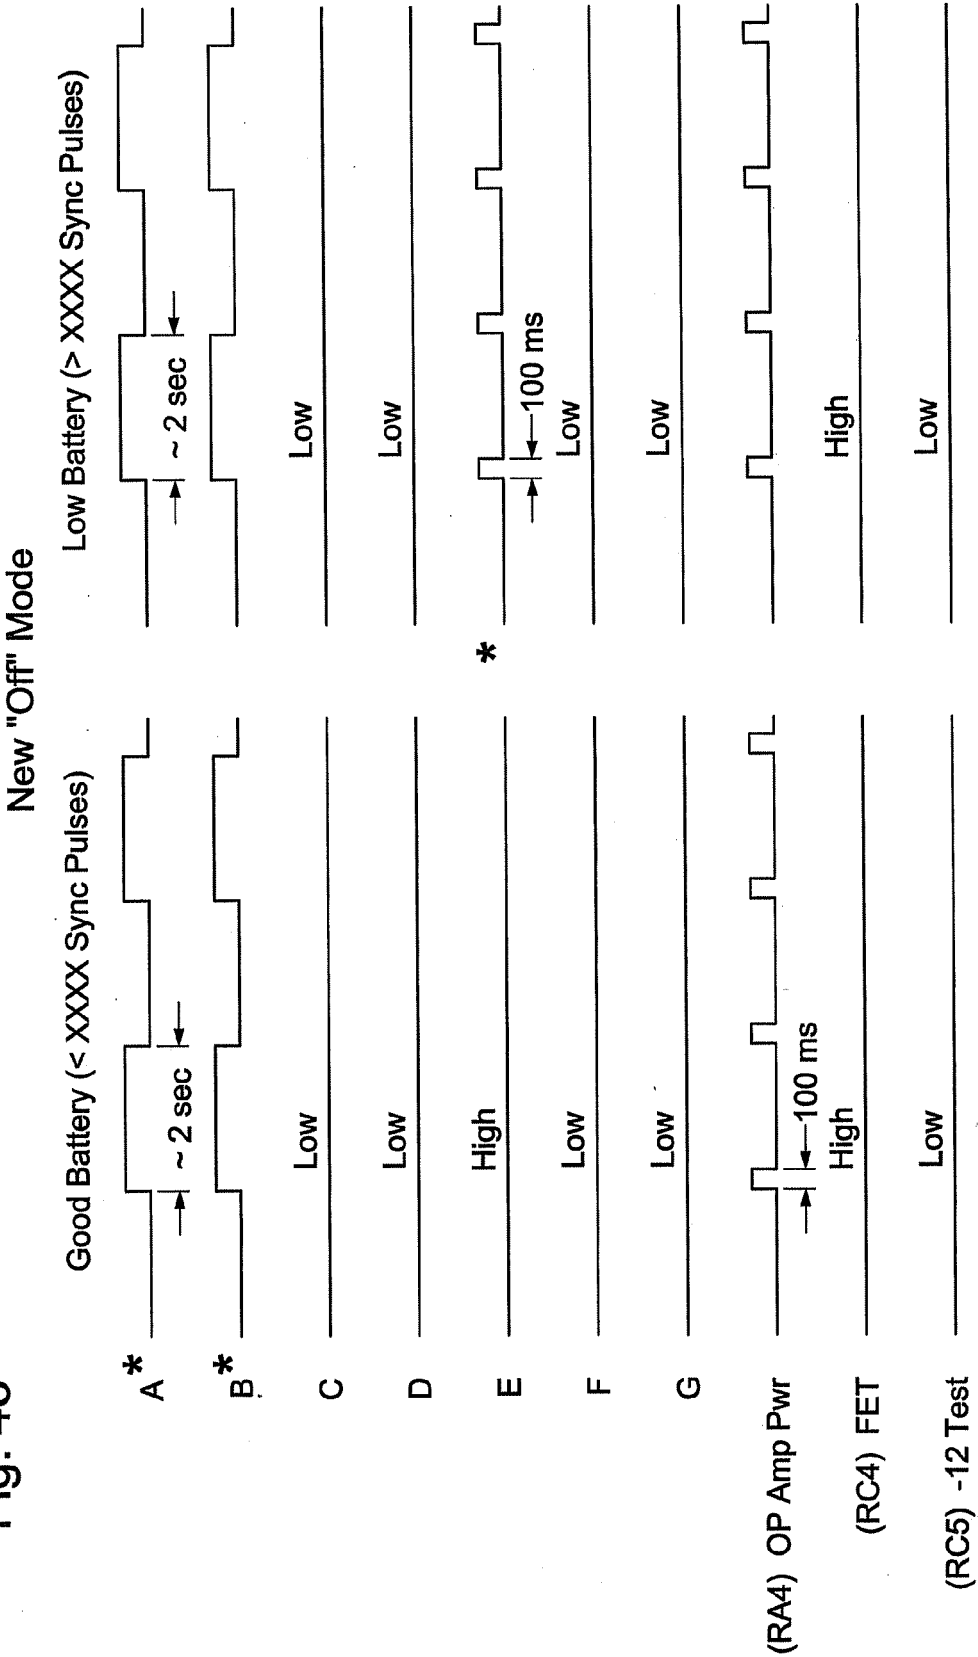 New "Off" Mode
Good Battery (< XXXX Sync Pulses)
Low Battery (> XXXX Sync Pulses)
A*
~ 2 sec
~ 2 sec
B*
C
Low
Low
D
Low
Low
E
High
*
100 ms
F
Low
Low
G
Low
Low
(RA4) OP Amp Pwr
100 ms
(RC4) FET
High
High
(RC5) -12 Test
Low
Low